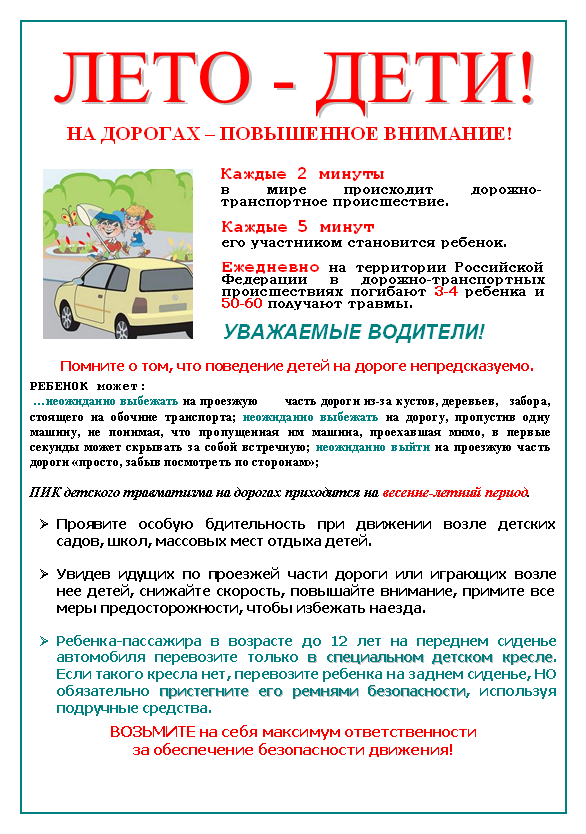 ЛЕТО - ДЕТИ!
НА ДОРОГАХ – ПОВЫШЕННОЕ ВНИМАНИЕ!
Каждые 2 минуты
в мире происходит дорожно-
транспортное происшествие.
Каждые 5 минут
его участником становится ребенок.
Ежедневно на территории Российской
Федерации в дорожно-транспортных
происшествиях погибают 3-4 ребенка и
50-60 получают травмы.
УВАЖАЕМЫЕ ВОДИТЕЛИ!
Помните о том, что поведение детей на дороге непредсказуемо.
РЕБЕНОК может:
…неожиданно выбежать на проезжую часть дороги из-за кустов, деревьев, забора,
стоящего на обочине транспорта; неожиданно выбежать на дорогу, пропустив одну
машину, не понимая, что пропущенная им машина, проехавшая мимо, в первые
секунды может скрывать за собой встречную; неожиданно выйти на проезжую часть
дороги «просто, забыв посмотреть по сторонам»;
ПИК детского травматизма на дорогах приходится на весенне-летний период.
➢ Проявите особую бдительность при движении возле детских
садов, школ, массовых мест отдыха детей.
➢ Увидев идущих по проезжей части дороги или играющих возле
нее детей, снижайте скорость, повышайте внимание, примите все
меры предосторожности, чтобы избежать наезда.
➢ Ребенка-пассажира в возрасте до 12 лет на переднем сиденье
автомобиля перевозите только в специальном детском кресле.
Если такого кресла нет, перевозите ребенка на заднем сиденье, НО
обязательно пристегните его ремнями безопасности, используя
подручные средства.
ВОЗЬМИТЕ на себя максимум ответственности
за обеспечение безопасности движения!